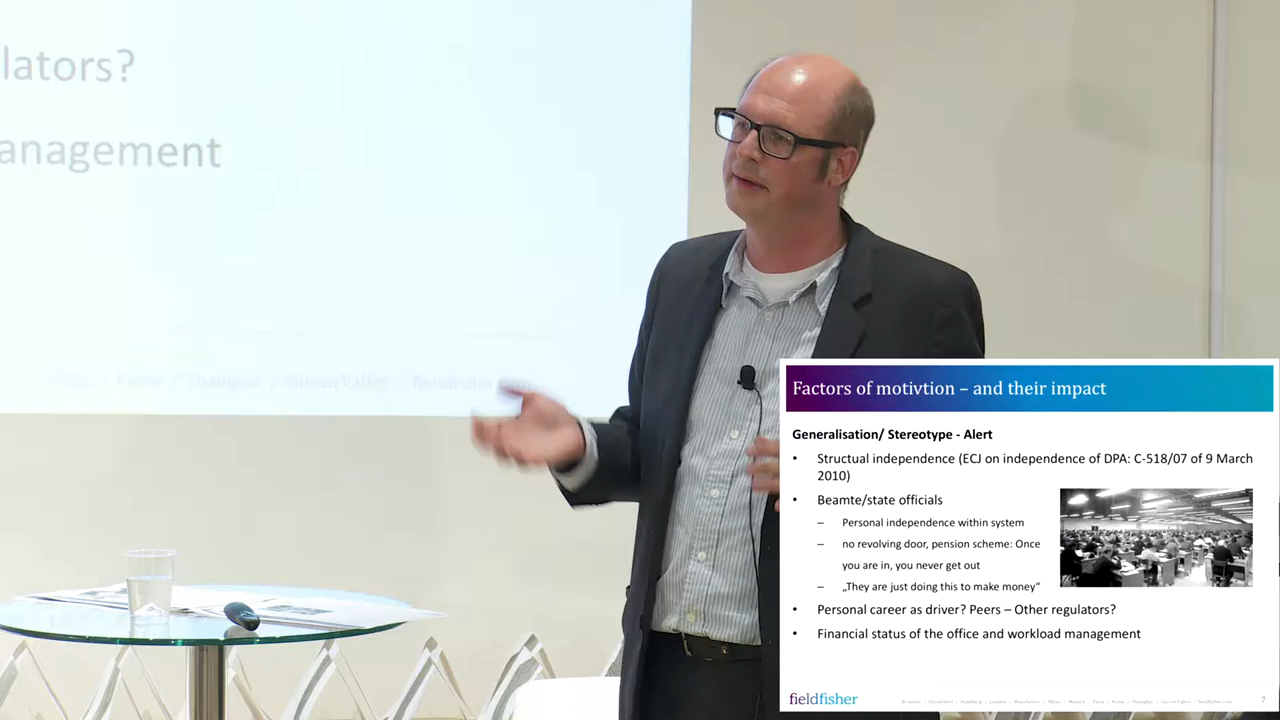 lators?
anagement
Factors of motivtion – and their impact
Generalisation/ Stereotype - Alert
• Structual independence (ECJ on independence of DPA: C-518/07 of 9 March
2010)
• Beamte/state officials
– Personal independence within system
– no revolving door, pension scheme: Once
you are in, you never get out
– „They are just doing this to make money“
• Personal career as driver? Peers – Other regulators?
• Financial status of the office and workload management
fieldfisher
7